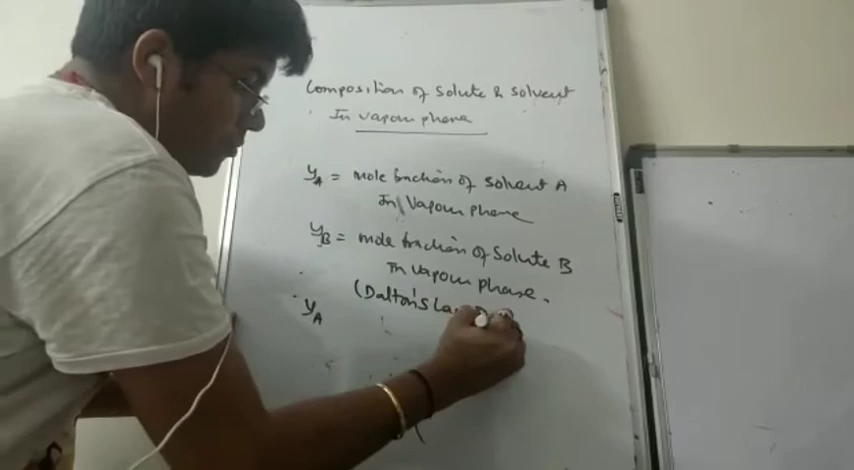 Composition of Solute & Solvent
In vapour phase
yA = mole fraction of Solvent A
In Vapour Phase
yB = mole fraction of Solute B
In vapour phase.
(Dalton's La
yA